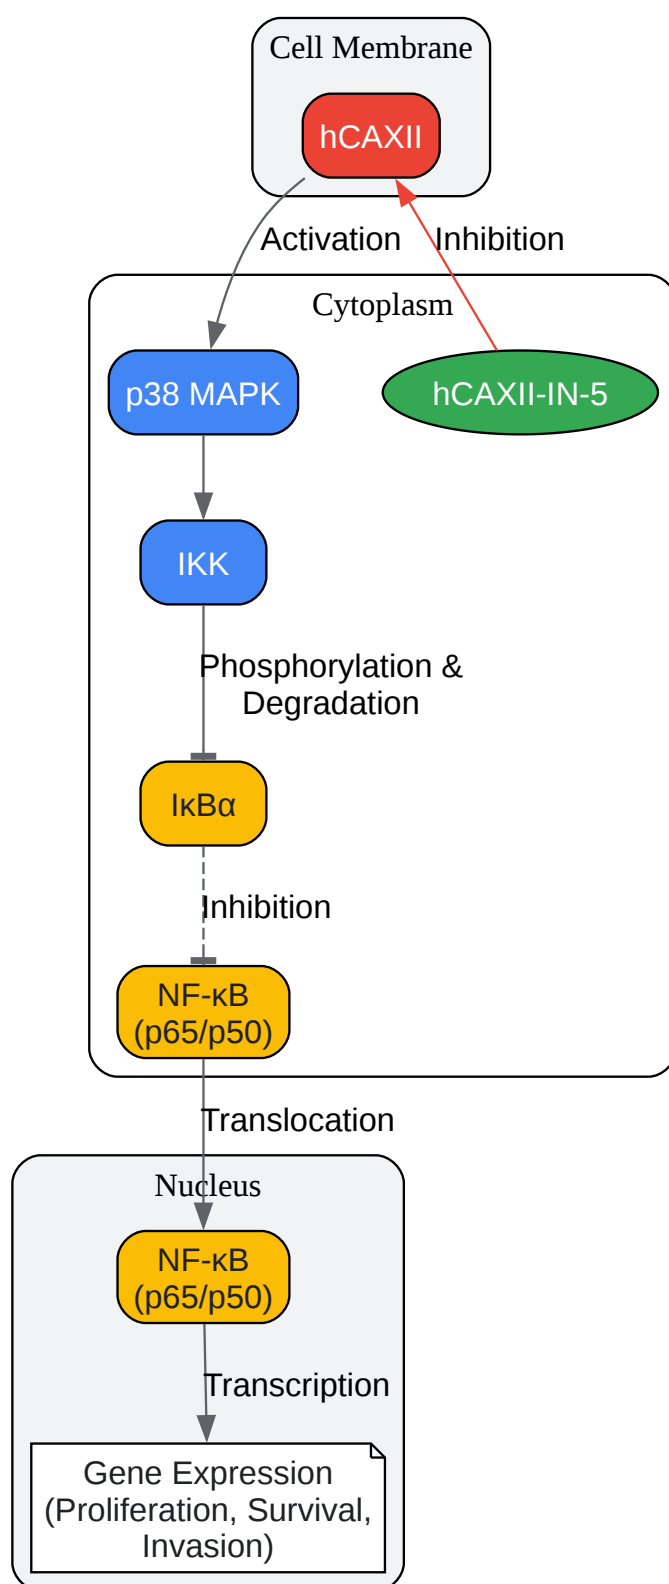 Cell Membrane
hCAXII
Activation
Inhibition
Cytoplasm
p38 MAPK
hCAXII-IN-5
IKK
Phosphorylation &
Degradation
IκBα
Inhibition
NF-κB
(p65/p50)
Translocation
Nucleus
NF-κB
(p65/p50)
Transcription
Gene Expression
(Proliferation, Survival,
Invasion)